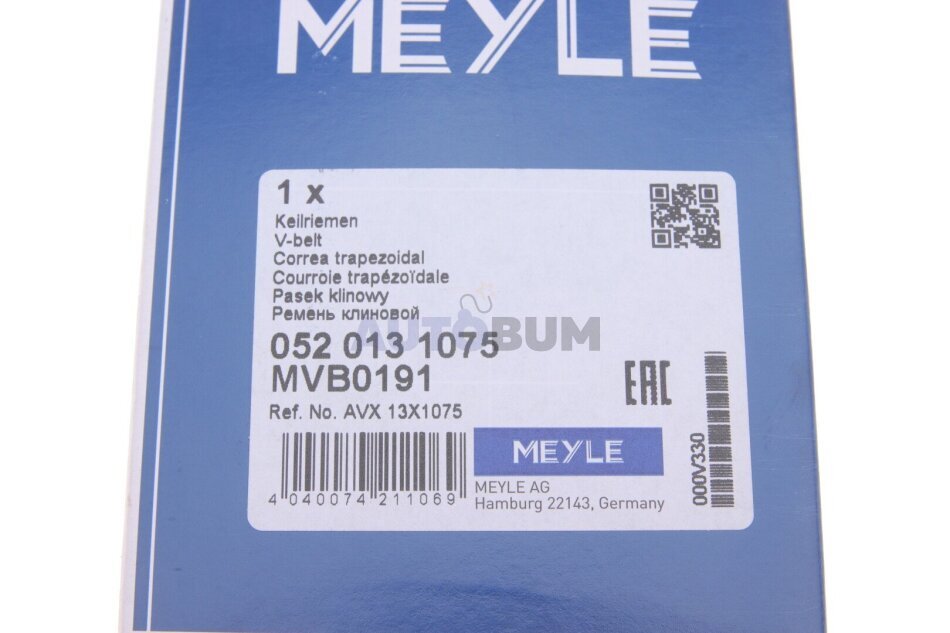 MEYLE
1 x
Keilriemen
V-belt
Correa trapezoidal
Courroie trapézoïdale
Pasek klinowy
Ремень клиновой
AUTOBUM
052 013 1075
MVB0191
Ref. No. AVX 13X1075
EAC
MEYLE
4 040074 211069
MEYLE AG
Hamburg 22143, Germany
000V330